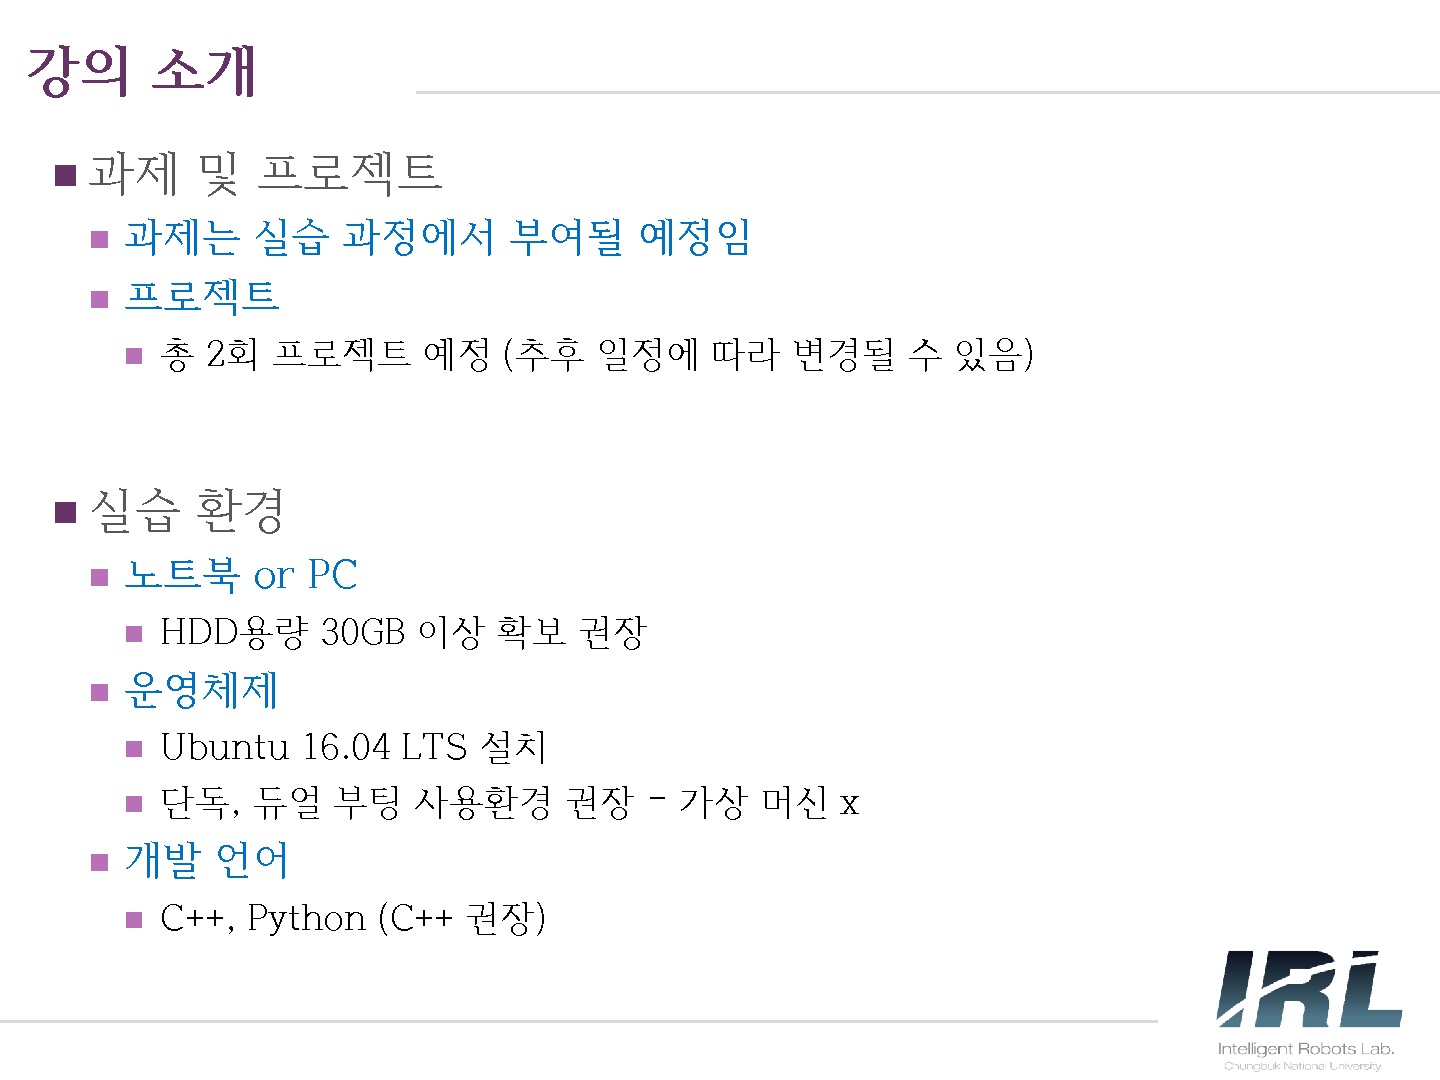 강의 소개
과제 및 프로젝트
과제는 실습 과정에서 부여될 예정임
프로젝트
총 2회 프로젝트 예정 (추후 일정에 따라 변경될 수 있음)
실습 환경
노트북 or PC
HDD용량 30GB 이상 확보 권장
운영체제
Ubuntu 16.04 LTS 설치
단독, 듀얼 부팅 사용환경 권장 - 가상 머신 x
개발 언어
C++, Python (C++ 권장)
IRL
Intelligent Robots Lab.
Chungbuk National University